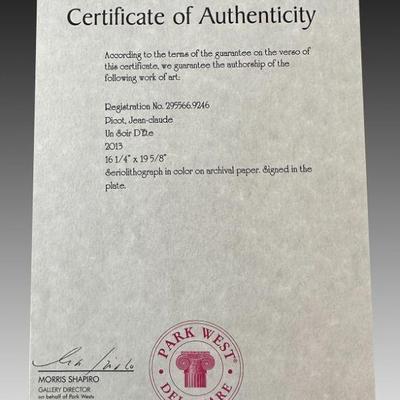 Certificate of Authenticity
According to the terms of the guarantee on the verso of
this certificate, we guarantee the authorship of the
following work of art:
Registration No. 295566.9246
Picot, Jean-claude
Un Soir D'Ete
2013
16 1/4" x 19 5/8"
Seriolithograph in color on archival paper. Signed in the
plate.
PARK WEST®
MORRIS SHAPIRO
GALLERY DIRECTOR
on behalf of Park West®